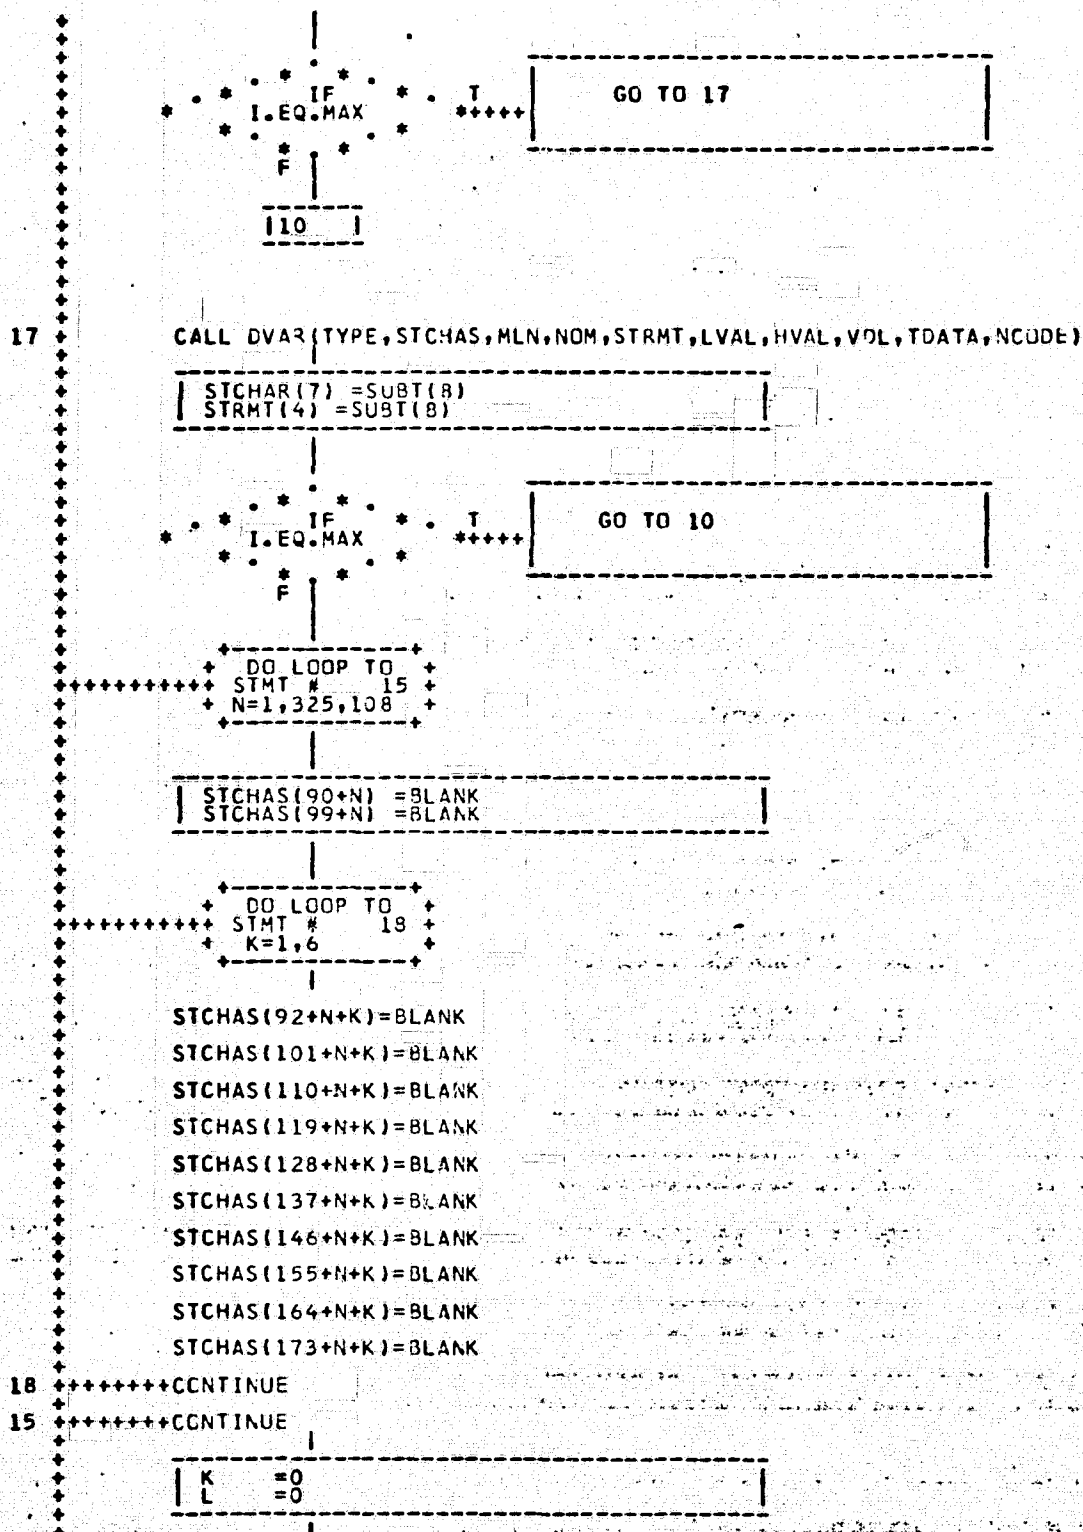 IF
I.EQ.MAX
T
GO TO 17
F
10
17 CALL DVAR(TYPE,STCHAS,MLN,NOM,STRMT,LVAL,HVAL,VOL,TDATA,NCODE)
STCHAR(7) =SUBT(8)
STRMT(4) =SUBT(8)
IF
I.EQ.MAX
T
GO TO 10
F
DO LOOP TO
STMT # 15
N=1,325,108
STCHAS(90+N) =BLANK
STCHAS(99+N) =BLANK
DO LOOP TO
STMT # 18
K=1,6
STCHAS(92+N+K)=BLANK
STCHAS(101+N+K)=BLANK
STCHAS(110+N+K)=BLANK
STCHAS(119+N+K)=BLANK
STCHAS(128+N+K)=BLANK
STCHAS(137+N+K)=BLANK
STCHAS(146+N+K)=BLANK
STCHAS(155+N+K)=BLANK
STCHAS(164+N+K)=BLANK
STCHAS(173+N+K)=BLANK
18 ++++++++CONTINUE
15 ++++++++CONTINUE
K =0
L =0